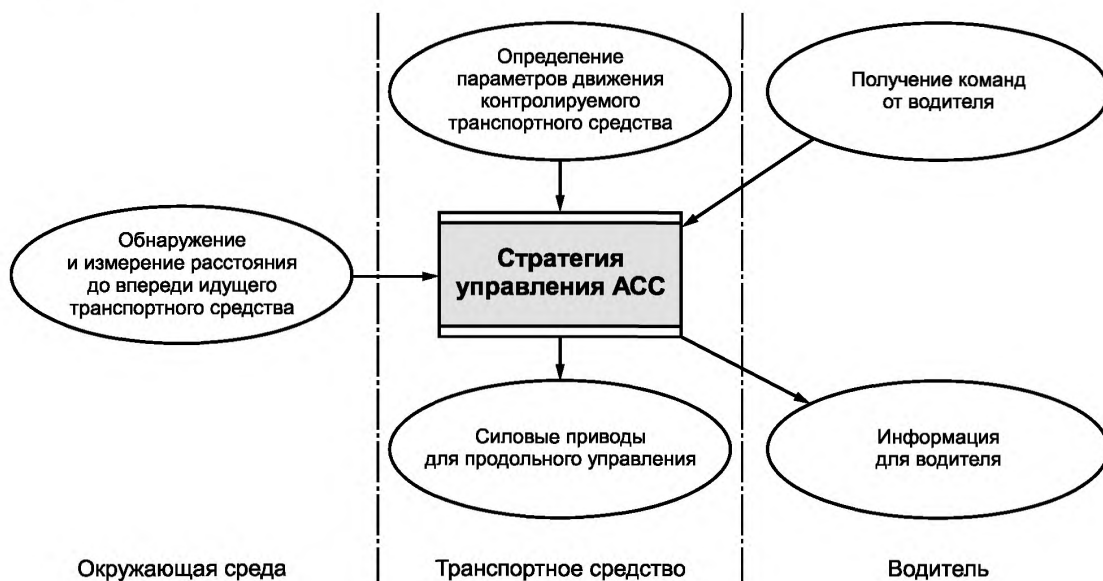 Определение
параметров движения
контролируемого
транспортного средства
Получение команд
от водителя
Обнаружение
и измерение расстояния
до впереди идущего
транспортного средства
Стратегия
управления АСС
Силовые приводы
для продольного управления
Информация
для водителя
Окружающая среда
Транспортное средство
Водитель